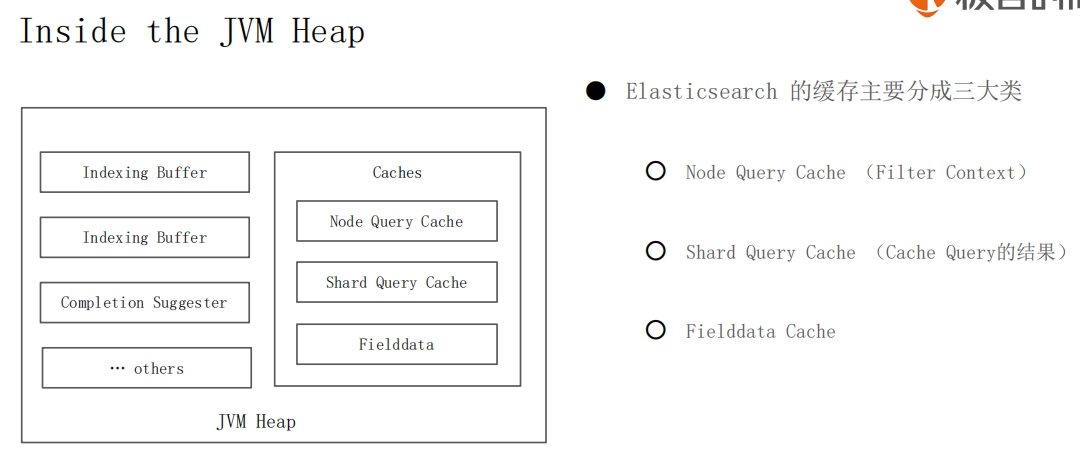 Inside the JVM Heap
Indexing Buffer
Indexing Buffer
Completion Suggester
… others
Caches
Node Query Cache
Shard Query Cache
Fielddata
JVM Heap
● Elasticsearch 的缓存主要分成三大类
○ Node Query Cache （Filter Context）
○ Shard Query Cache （Cache Query的结果）
○ Fielddata Cache